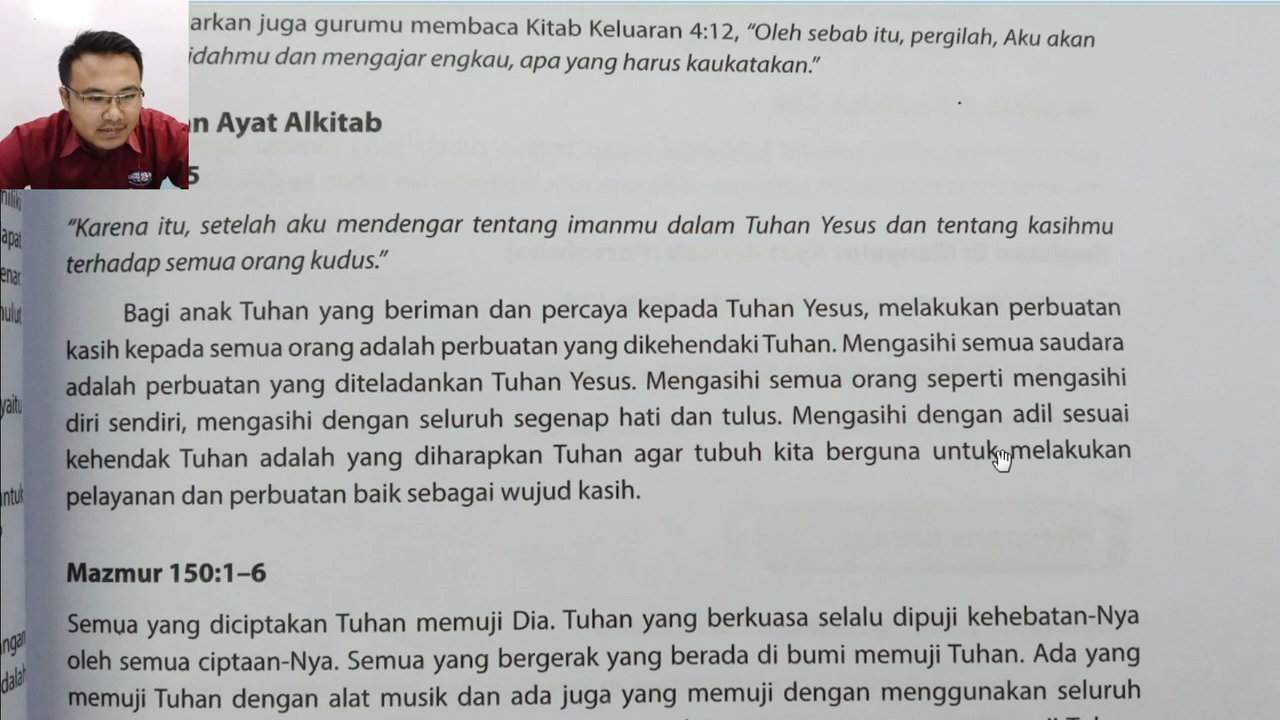 arkan juga gurumu membaca Kitab Keluaran 4:12, “Oleh sebab itu, pergilah, Aku akan
idahmu dan mengajar engkau, apa yang harus kaukatakan.”
n Ayat Alkitab
5
“Karena itu, setelah aku mendengar tentang imanmu dalam Tuhan Yesus dan tentang kasihmu
terhadap semua orang kudus.”
Bagi anak Tuhan yang beriman dan percaya kepada Tuhan Yesus, melakukan perbuatan
kasih kepada semua orang adalah perbuatan yang dikehendaki Tuhan. Mengasihi semua saudara
adalah perbuatan yang diteladankan Tuhan Yesus. Mengasihi semua orang seperti mengasihi
diri sendiri, mengasihi dengan seluruh segenap hati dan tulus. Mengasihi dengan adil sesuai
kehendak Tuhan adalah yang diharapkan Tuhan agar tubuh kita berguna untuk melakukan
pelayanan dan perbuatan baik sebagai wujud kasih.
Mazmur 150:1–6
Semua yang diciptakan Tuhan memuji Dia. Tuhan yang berkuasa selalu dipuji kehebatan-Nya
oleh semua ciptaan-Nya. Semua yang bergerak yang berada di bumi memuji Tuhan. Ada yang
memuji Tuhan dengan alat musik dan ada juga yang memuji dengan menggunakan seluruh